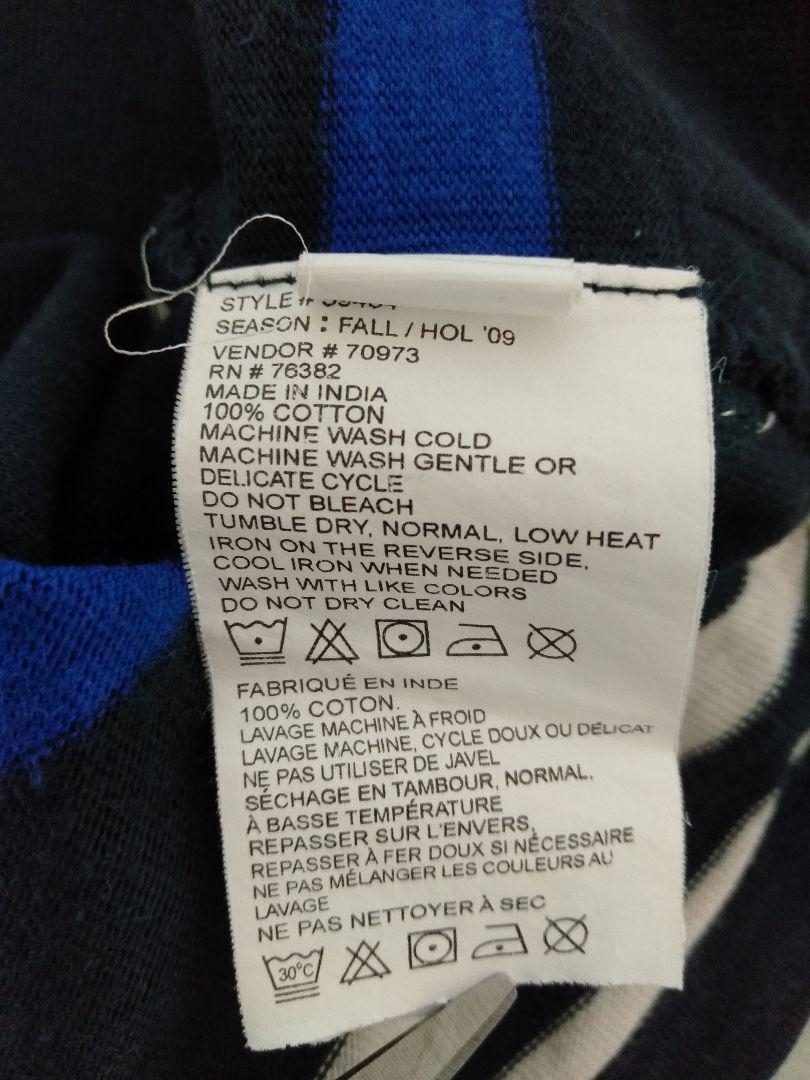 STYLE #
SEASON : FALL / HOL '09
VENDOR # 70973
RN # 76382
MADE IN INDIA
100% COTTON
MACHINE WASH COLD
MACHINE WASH GENTLE OR
DELICATE CYCLE
DO NOT BLEACH
TUMBLE DRY, NORMAL, LOW HEAT
IRON ON THE REVERSE SIDE,
COOL IRON WHEN NEEDED
WASH WITH LIKE COLORS
DO NOT DRY CLEAN
FABRIQUÉ EN INDE
100% COTON.
LAVAGE MACHINE À FROID
LAVAGE MACHINE, CYCLE DOUX OU DÉLICAT
NE PAS UTILISER DE JAVEL
SÉCHAGE EN TAMBOUR, NORMAL.
À BASSE TEMPÉRATURE
REPASSER SUR L'ENVERS,
REPASSER À FER DOUX SI NÉCESSAIRE
NE PAS MÉLANGER LES COULEURS AU
LAVAGE
NE PAS NETTOYER À SEC
30°C